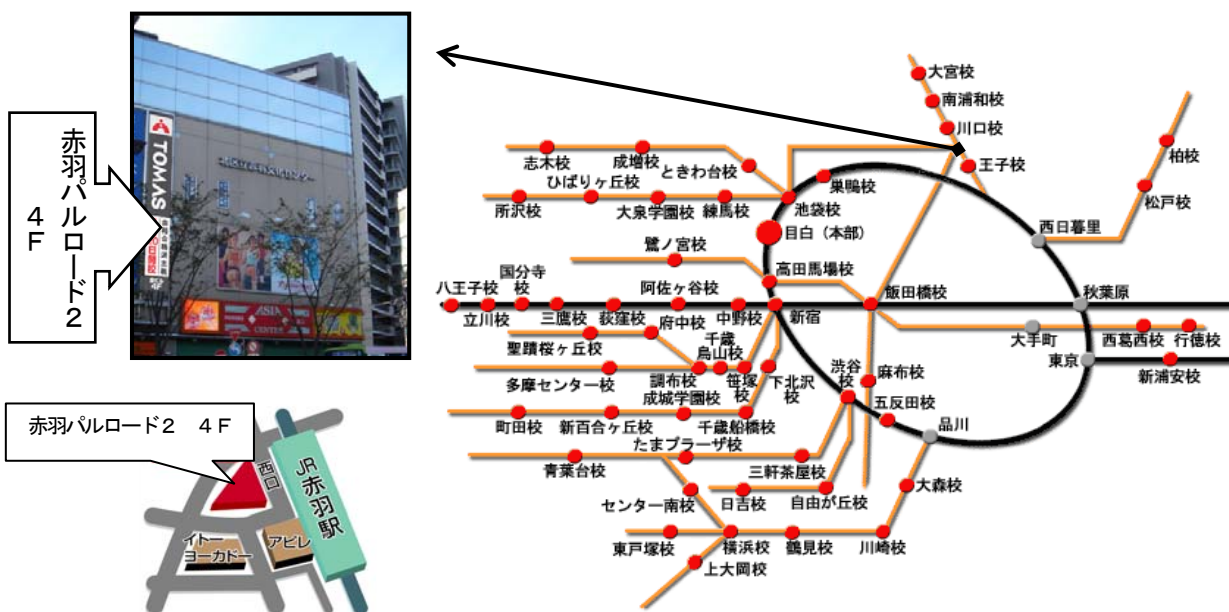 赤羽パルロード2
4F
TOMAS
ASIA
CENTER
赤羽パルロード2 4F
西口
JR赤羽駅
イトー
ヨーカドー
アビレ
大宮校
南浦和校
川口校
王子校
柏校
松戸校
西日暮里
志木校
成増校
ときわ台校
巣鴨校
池袋校
所沢校
ひばりヶ丘校
大泉学園校
練馬校
目白(本部)
鷺ノ宮校
高田馬場校
八王子校
立川校
国分寺
校
三鷹校
荻窪校
阿佐ヶ谷校
中野校
新宿
飯田橋校
秋葉原
大手町
西葛西校
行徳校
東京
新浦安校
聖蹟桜ヶ丘校
府中校
千歳
烏山校
調布校
笹塚
校
下北沢
校
多摩センター校
渋谷
校
麻布校
五反田校
品川
町田校
新百合ヶ丘校
成城学園校
千歳船橋校
青葉台校
たまプラーザ校
三軒茶屋校
センター南校
日吉校
自由が丘校
大森校
東戸塚校
横浜校
鶴見校
川崎校
上大岡校